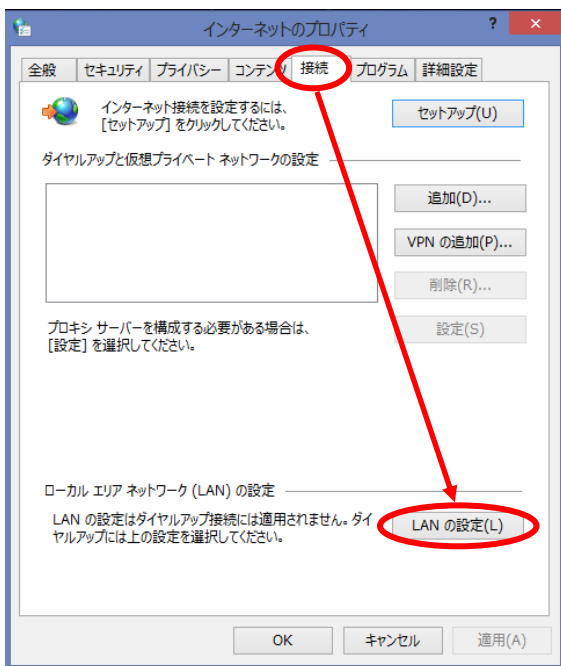 インターネットのプロパティ
?
×
全般 セキュリティ プライバシー コンテンツ 接続 プログラム 詳細設定
インターネット接続を設定するには、
[セットアップ] をクリックしてください。
セットアップ(U)
ダイヤルアップと仮想プライベート ネットワークの設定
追加(D)...
VPN の追加(P)...
削除(R)...
プロキシ サーバーを構成する必要がある場合は、
[設定] を選択してください。
設定(S)
ローカル エリア ネットワーク (LAN) の設定
LAN の設定はダイヤルアップ接続には適用されません。ダイ
ヤルアップには上の設定を選択してください。
LAN の設定(L)
OK キャンセル 適用(A)